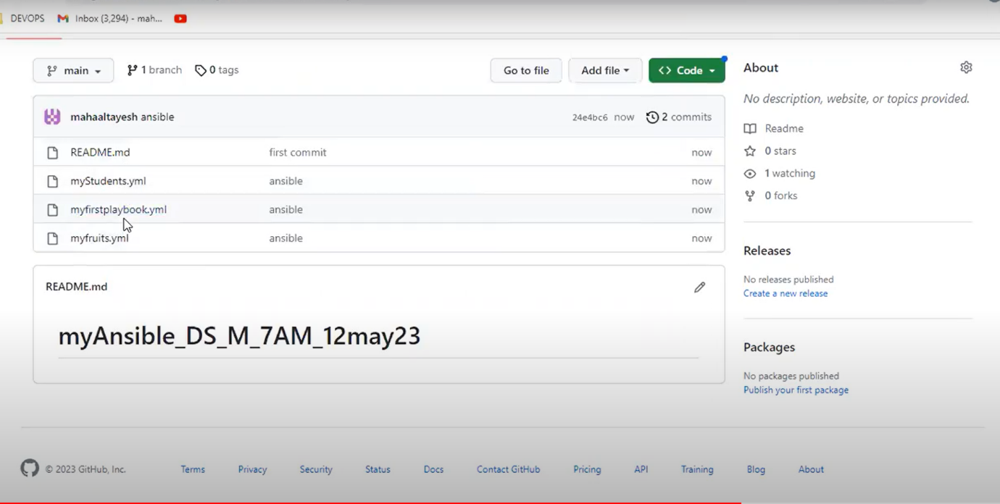 DEVOPS Inbox (3,294) - mah...
main 1 branch 0 tags Go to file Add file Code
mahaaltayesh ansible 24e4bc6 now 2 commits
README.md first commit now
myStudents.yml ansible now
myfirstplaybook.yml ansible now
myfruits.yml ansible now
README.md
myAnsible_DS_M_7AM_12may23
About
No description, website, or topics provided.
Readme
0 stars
1 watching
0 forks
Releases
No releases published
Create a new release
Packages
No packages published
Publish your first package
© 2023 GitHub, Inc. Terms Privacy Security Status Docs Contact GitHub Pricing API Training Blog About